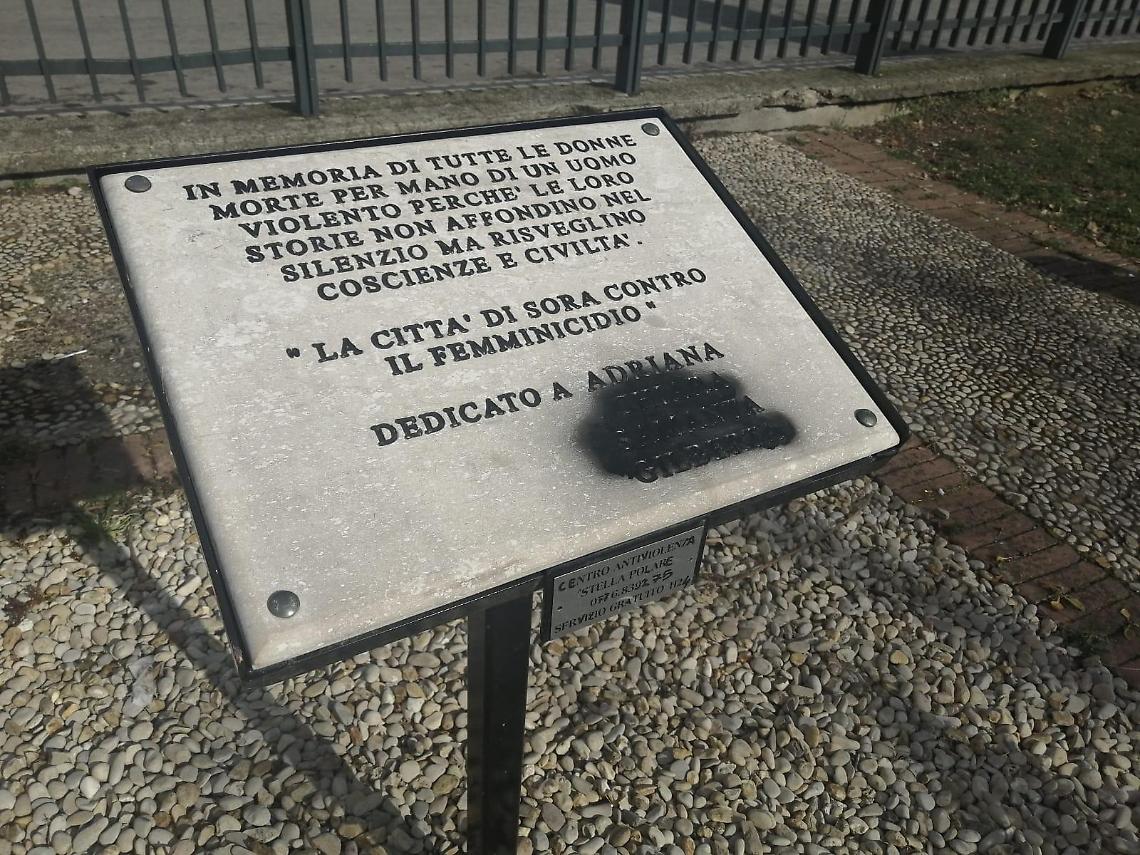 IN MEMORIA DI TUTTE LE DONNE
MORTE PER MANO DI UN UOMO
VIOLENTO PERCHE' LE LORO
STORIE NON AFFONDINO NEL
SILENZIO MA RISVEGLINO
COSCIENZE E CIVILTA'.
"LA CITTA' DI SORA CONTRO
IL FEMMINICIDIO"
DEDICATO A ADRIANA
CENTRO ANTIVIOLENZA
"STELLA POLARE
0776.839275
SERVIZIO GRATUITO H24